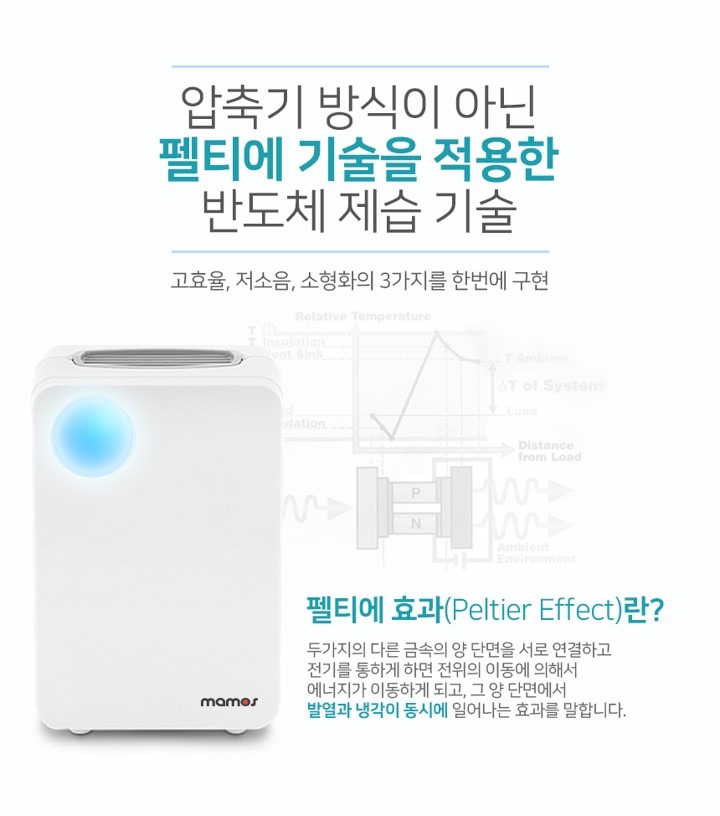 압축기 방식이 아닌
펠티에 기술을 적용한
반도체 제습 기술
고효율, 저소음, 소형화의 3가지를 한번에 구현
Relative Temperature
T H
T Insulation
Heat Sink
T Ambient
ΔT of System
Load
Distance
from Load
P
N
Ambient
Environment
펠티에 효과(Peltier Effect)란?
두가지의 다른 금속의 양 단면을 서로 연결하고
전기를 통하게 하면 전위의 이동에 의해서
에너지가 이동하게 되고, 그 양 단면에서
발열과 냉각이 동시에 일어나는 효과를 말합니다.
mamos